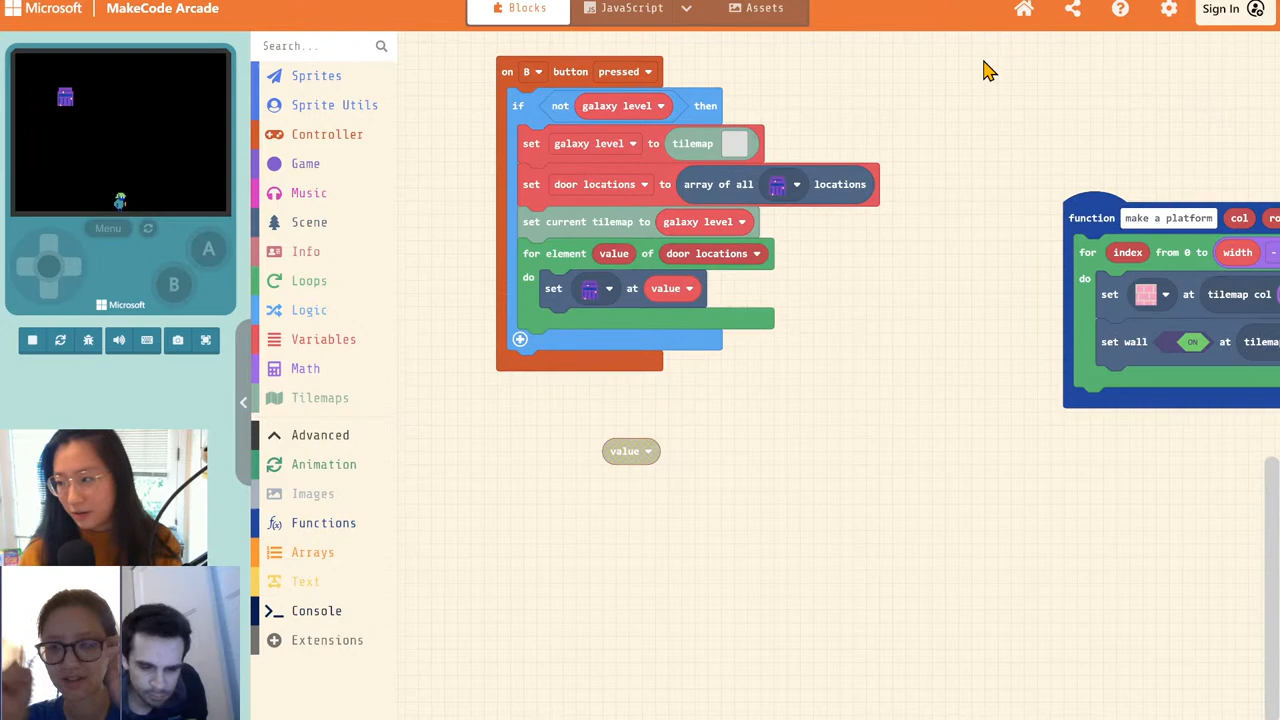 Microsoft
MakeCode Arcade
Blocks
JavaScript
Assets
Sign In
Search...
Sprites
Sprite Utils
Controller
Game
Music
Scene
Info
Loops
Logic
Variables
Math
Tilemaps
Advanced
Animation
Images
Functions
Arrays
Text
Console
Extensions
Menu
A
B
Microsoft
on B button pressed
if not galaxy level then
set galaxy level to tilemap
set door locations to array of all locations
set current tilemap to galaxy level
for element value of door locations
do set at value
value
function make a platform col
for index from 0 to width -
do
set at tilemap col
set wall ON at